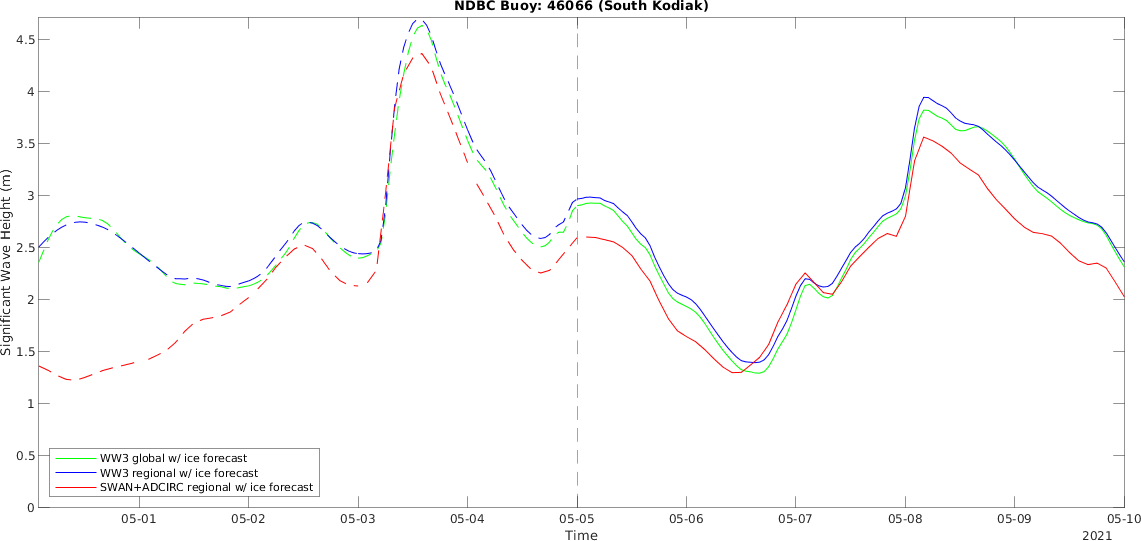 NDBC Buoy: 46066 (South Kodiak)
4.5
4
3.5
3
2.5
2
1.5
1
0.5
0
Significant Wave Height (m)
WW3 global w/ ice forecast
WW3 regional w/ ice forecast
SWAN+ADCIRC regional w/ ice forecast
05-01 05-02 05-03 05-04 05-05 05-06 05-07 05-08 05-09 05-10
Time
2021